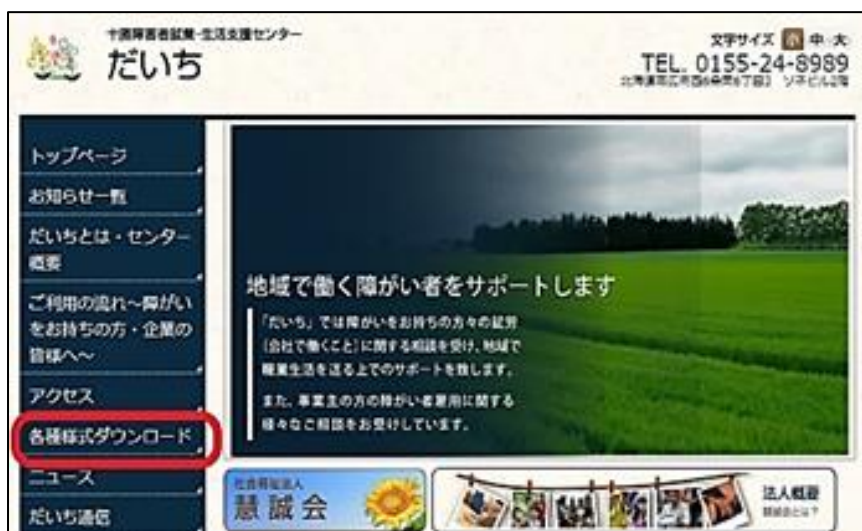 十勝障害者就業・生活支援センター
だいち
文字サイズ 小 中 大
TEL. 0155-24-8989
トップページ
お知らせ一覧
だいちとは・センター
概要
ご利用の流れ～障がい
をお持ちの方・企業の
皆様へ～
アクセス
各種様式ダウンロード
ニュース
だいち通信
地域で働く障がい者をサポートします
「だいち」では障がいをお持ちの方々の就労
(会社で働くこと)に関する相談を受け、地域で
職業生活を送る上でのサポートを致します。
また、事業主の方の障がい者雇用に関する
様々なご相談をお受けしています。
社会福祉法人
慧誠会
法人概要